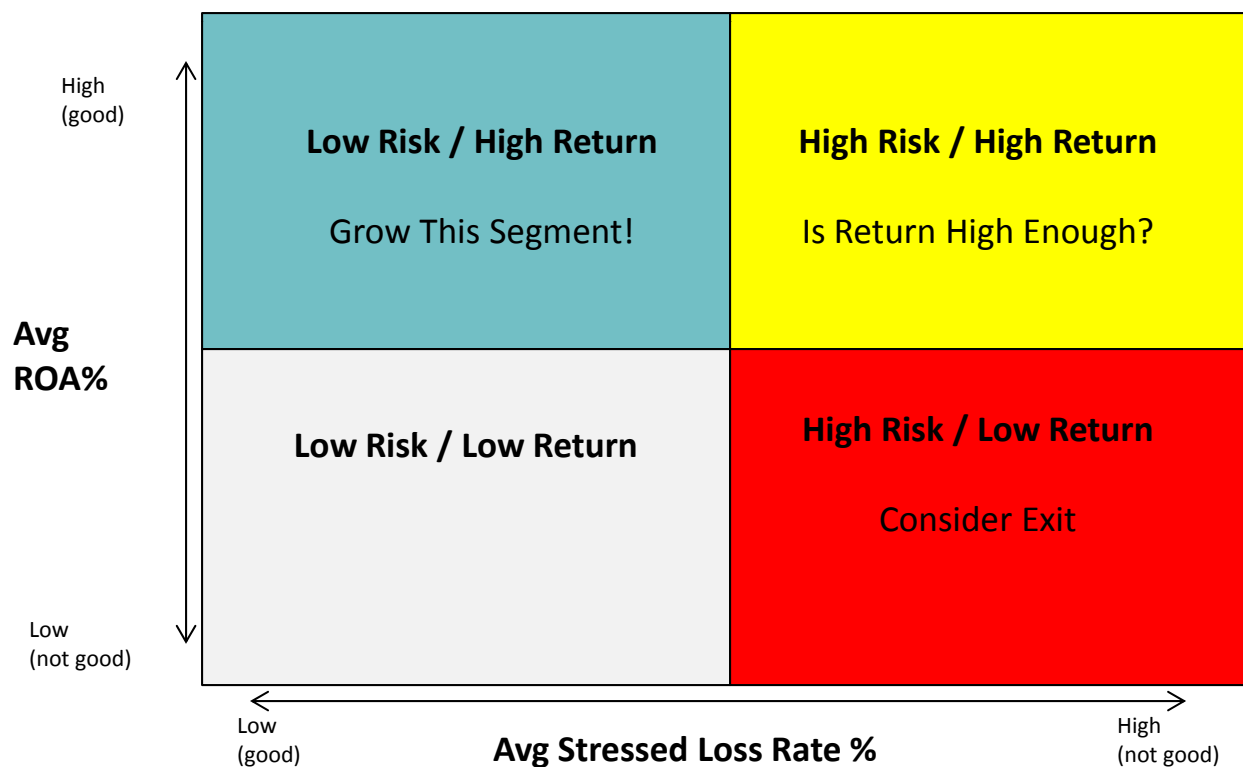 High
(good)
Low Risk / High Return
High Risk / High Return
Grow This Segment!
Is Return High Enough?
Avg
ROA%
Low Risk / Low Return
High Risk / Low Return
Consider Exit
Low
(not good)
Low
(good)
Avg Stressed Loss Rate %
High
(not good)